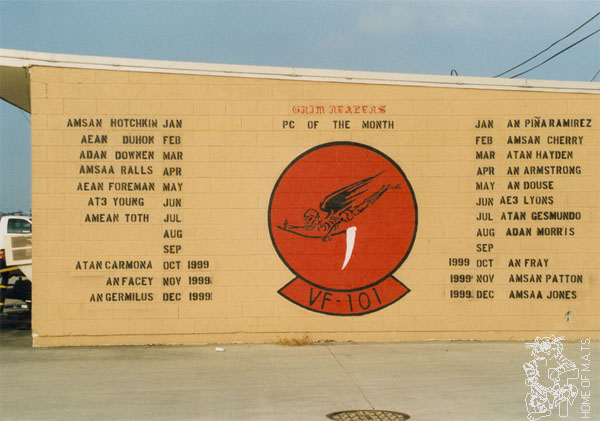 GRIM REAPERS
PC OF THE MONTH
AMSAN HOTCHKIN JAN
AEAN DUHON FEB
ADAN DOWNEN MAR
AMSAA RALLS APR
AEAN FOREMAN MAY
AT3 YOUNG JUN
AMEAN TOTH JUL
AUG
SEP
ATAN CARMONA OCT 1999
AN FACEY NOV 1999
AN GERMILUS DEC 1999
VF-101
JAN AN PIÑARAMIREZ
FEB AMSAN CHERRY
MAR ATAN HAYDEN
APR AN ARMSTRONG
MAY AN DOUSE
JUN AE3 LYONS
JUL ATAN GESMUNDO
AUG ADAN MORRIS
SEP
1999 OCT AN FRAY
1999 NOV AMSAN PATTON
1999 DEC AMSAA JONES
HOME OF M.A.T.S.